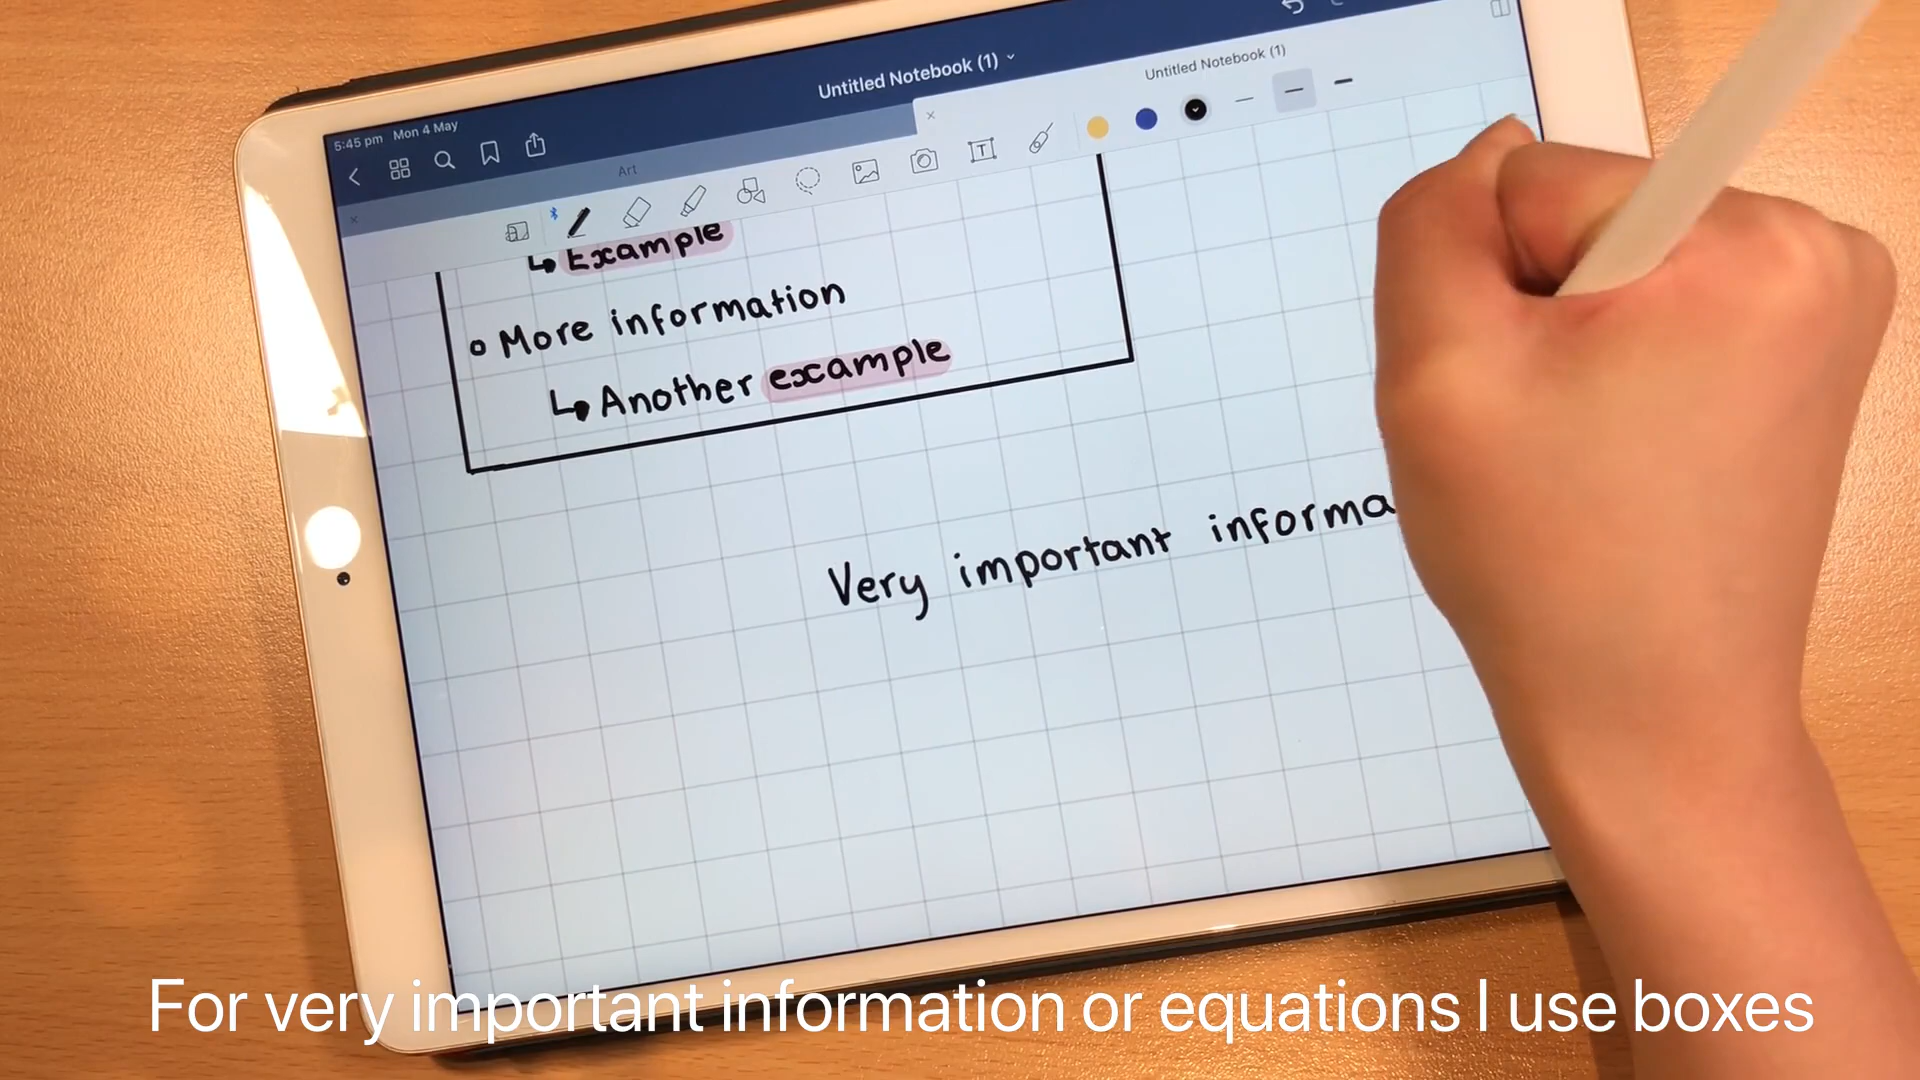 Untitled Notebook (1)
Untitled Notebook (1)
5:45 pm Mon 4 May
Art
T
↳ Example
o More information
↳ Another example
Very important informa
For very important information or equations I use boxes